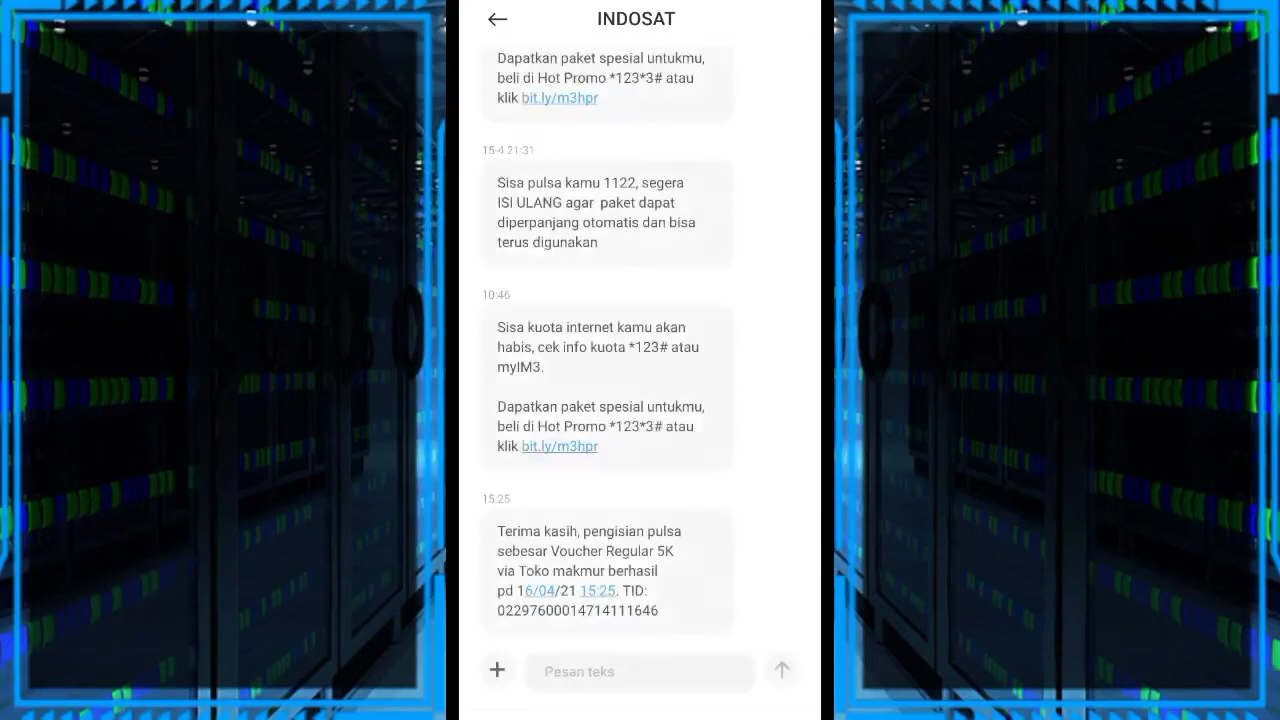 INDOSAT
Dapatkan paket spesial untukmu,
beli di Hot Promo *123*3# atau
klik bit.ly/m3hpr
15-4 21:31
Sisa pulsa kamu 1122, segera
ISI ULANG agar  paket dapat
diperpanjang otomatis dan bisa
terus digunakan
10:46
Sisa kuota internet kamu akan
habis, cek info kuota *123# atau
myIM3.
Dapatkan paket spesial untukmu,
beli di Hot Promo *123*3# atau
klik bit.ly/m3hpr
15:25
Terima kasih, pengisian pulsa
sebesar Voucher Regular 5K
via Toko makmur berhasil
pd 16/04/21 15:25. TID:
02297600014714111646
Pesan teks